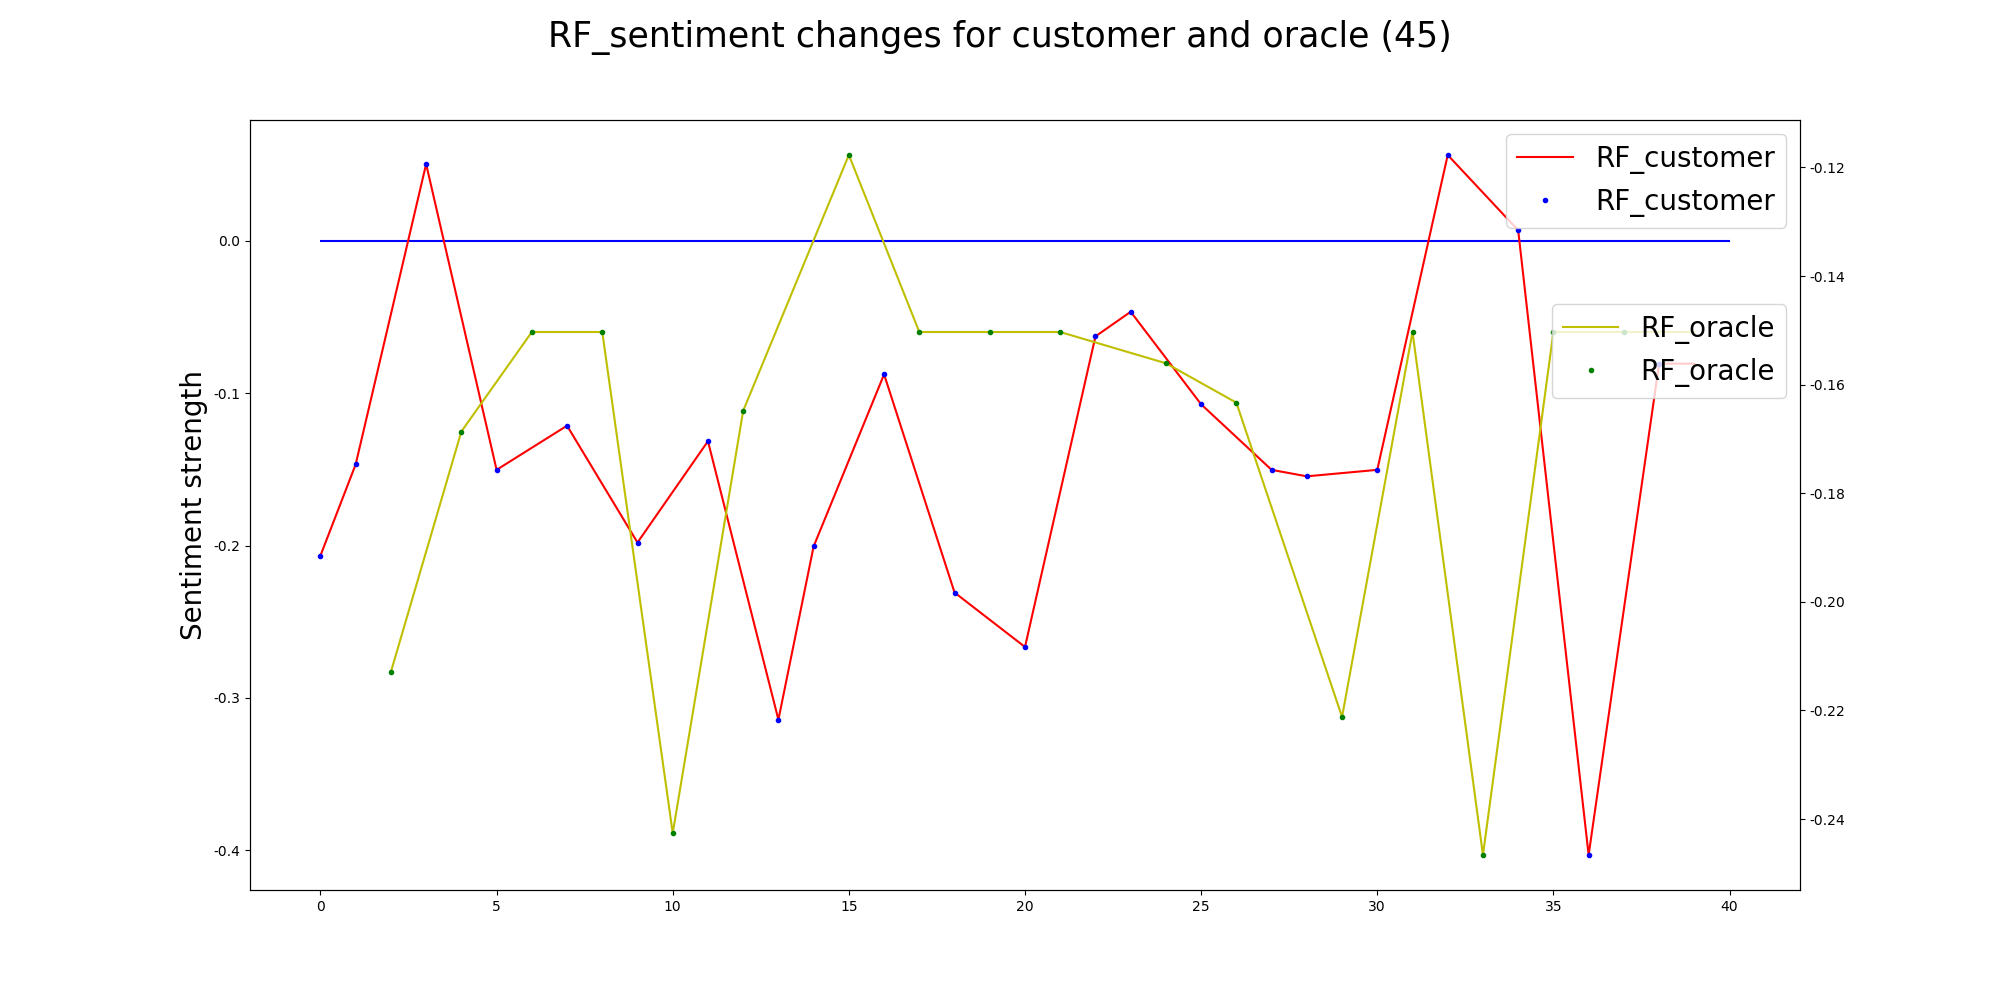 RF_sentiment changes for customer and oracle (45)
RF_customer
RF_customer
RF_oracle
RF_oracle
Sentiment strength
0.0
-0.1
-0.2
-0.3
-0.4
-0.12
-0.14
-0.16
-0.18
-0.20
-0.22
-0.24
0 5 10 15 20 25 30 35 40